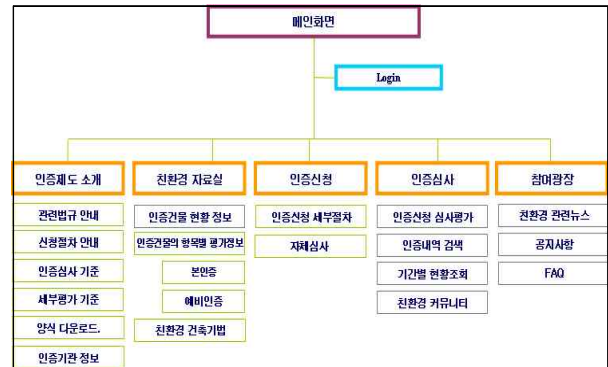 메인화면
Login
인증제도 소개
친환경 자료실
인증신청
인증심사
참여광장
관련법규 안내
신청절차 안내
인증심사 기준
세부평가 기준
양식 다운로드.
인증기관 정보
인증건물 현황 정보
인증건물의 항목별 평가정보
본인증
예비인증
친환경 건축기법
인증신청 세부절차
자체심사
인증신청 심사평가
인증내역 검색
기간별 현황조회
친환경 커뮤니티
친환경 관련뉴스
공지사항
FAQ